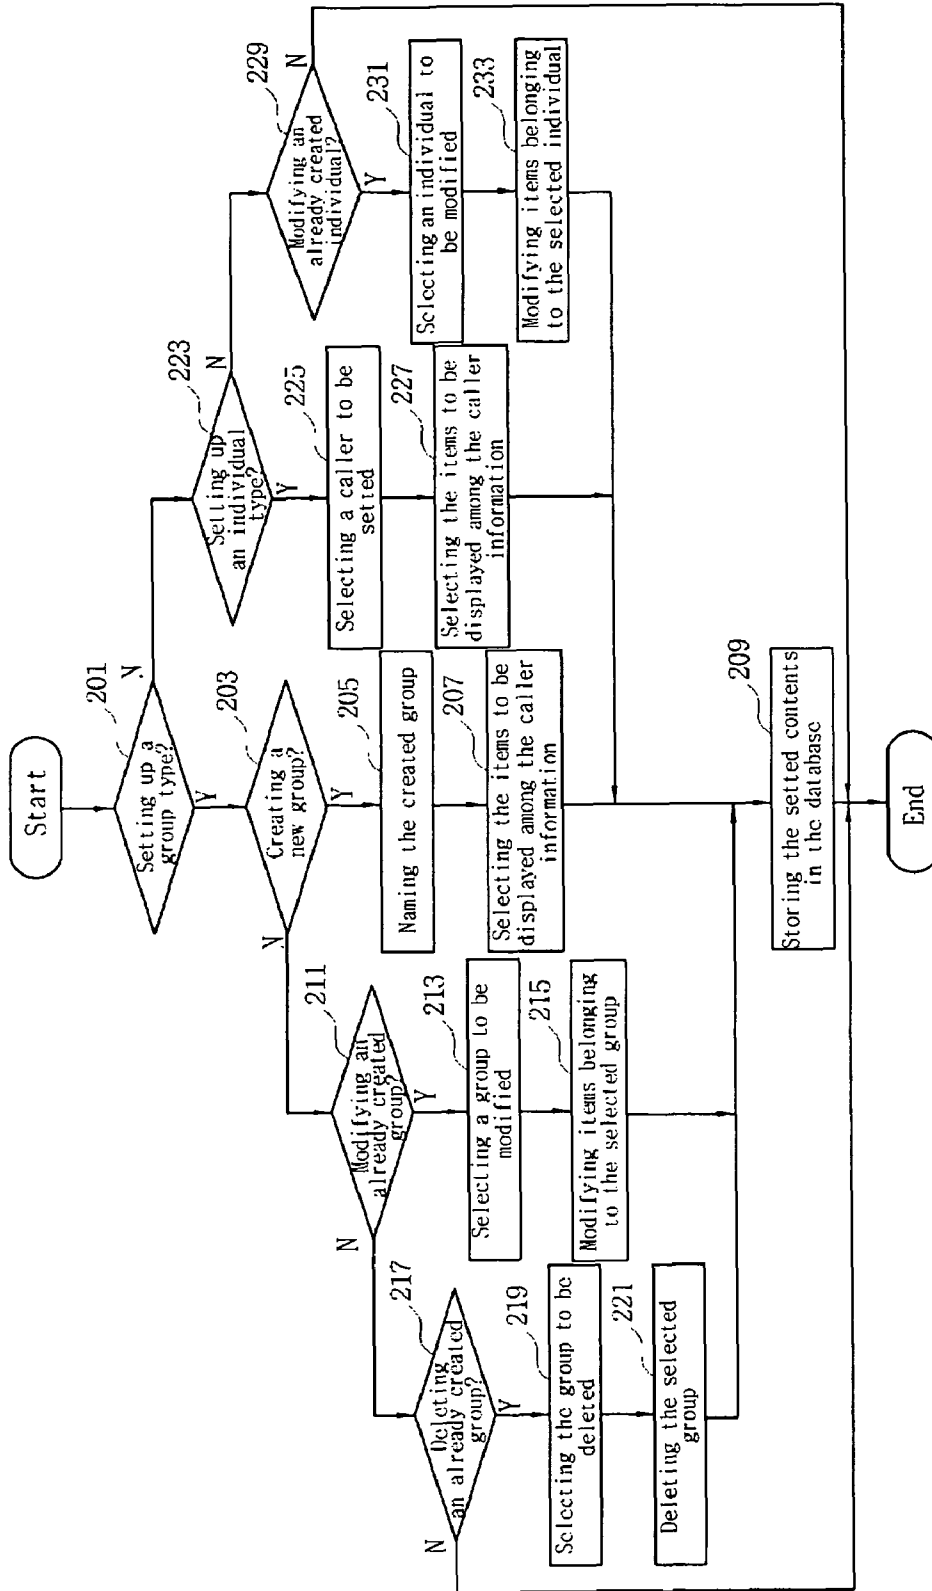 Start
201
Setting up a
group type?
N
Y
203
Creating a
new group?
N
Y
205
Naming the created group
207
Selecting the items to be
displayed among the caller
information
211
Modifying an
already created
group?
N
Y
213
Selecting a group to be
modified
215
Modifying items belonging
to the selected group
217
Deleting
an already created
group?
N
Y
219
Selecting the group to be
deleted
221
Deleting the selected
group
223
Setting up
an individual
type?
N
Y
225
Selecting a caller to be
setted
227
Selecting the items to be
displayed among the caller
information
229
Modifying an
already created
individual?
N
Y
231
Selecting an individual to
be modified
233
Modifying items belonging
to the selected individual
209
Storing the setted contents
in the database
End